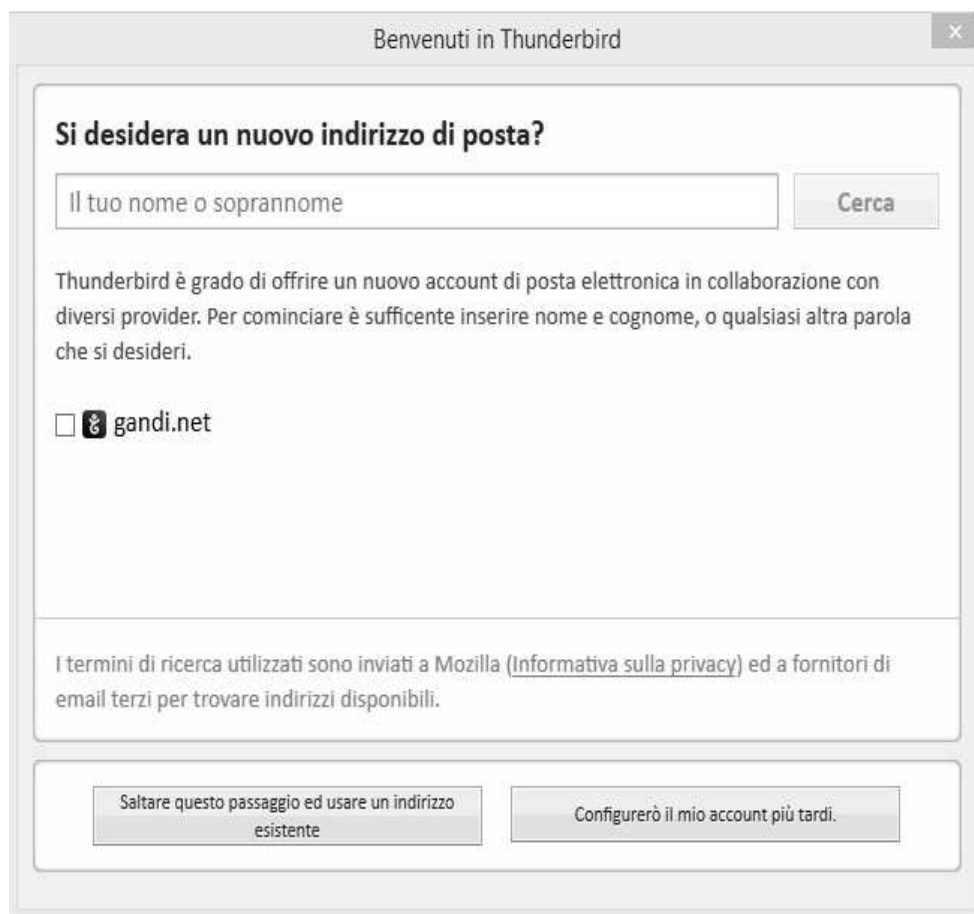 Benvenuti in Thunderbird
x
Si desidera un nuovo indirizzo di posta?
Il tuo nome o soprannome
Cerca
Thunderbird è grado di offrire un nuovo account di posta elettronica in collaborazione con
diversi provider. Per cominciare è sufficente inserire nome e cognome, o qualsiasi altra parola
che si desideri.
gandi.net
I termini di ricerca utilizzati sono inviati a Mozilla (Informativa sulla privacy) ed a fornitori di
email terzi per trovare indirizzi disponibili.
Saltare questo passaggio ed usare un indirizzo
esistente
Configurerò il mio account più tardi.